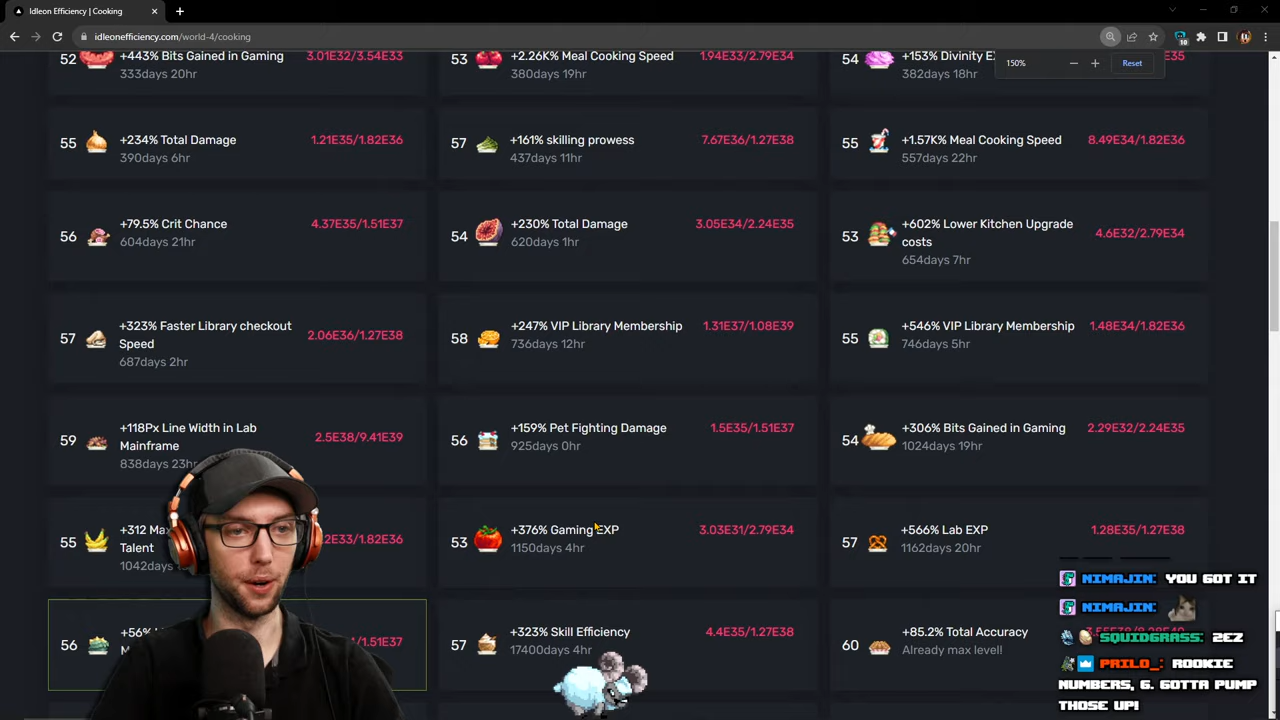 Idleon Efficiency | Cooking
idleonefficiency.com/world-4/cooking
10
150%
Reset
52 +443% Bits Gained in Gaming 3.01E32/3.54E33
333days 20hr
53 +2.26K% Meal Cooking Speed 1.94E33/2.79E34
380days 19hr
54 +153% Divinity
382days 18hr
55 +234% Total Damage 1.21E35/1.82E36
390days 6hr
57 +161% skilling prowess 7.67E36/1.27E38
437days 11hr
55 +1.57K% Meal Cooking Speed 8.49E34/1.82E36
557days 22hr
56 +79.5% Crit Chance 4.37E35/1.51E37
604days 21hr
54 +230% Total Damage 3.05E34/2.24E35
620days 1hr
53 +602% Lower Kitchen Upgrade costs 4.6E32/2.79E34
654days 7hr
57 +323% Faster Library checkout Speed 2.06E36/1.27E38
687days 2hr
58 +247% VIP Library Membership 1.31E37/1.08E39
736days 12hr
55 +546% VIP Library Membership 1.48E34/1.82E36
746days 5hr
59 +118Px Line Width in Lab Mainframe 2.5E38/9.41E39
838days 23hr
56 +159% Pet Fighting Damage 1.5E35/1.51E37
925days 0hr
54 +306% Bits Gained in Gaming 2.29E32/2.24E35
1024days 19hr
55 +312 Talent 2E33/1.82E36
1042days
53 +376% Gaming EXP 3.03E31/2.79E34
1150days 4hr
57 +566% Lab EXP 1.28E35/1.27E38
1162days 20hr
56 +56% /1.51E37
57 +323% Skill Efficiency 4.4E35/1.27E38
17400days 4hr
60 +85.2% Total Accuracy
Already max level!
NIMAJIN: YOU GOT IT
NIMAJIN:
SQUIDGRASS: 2EZ
PRILO_: ROOKIE
NUMBERS, G. GOTTA PUMP
THOSE UP!